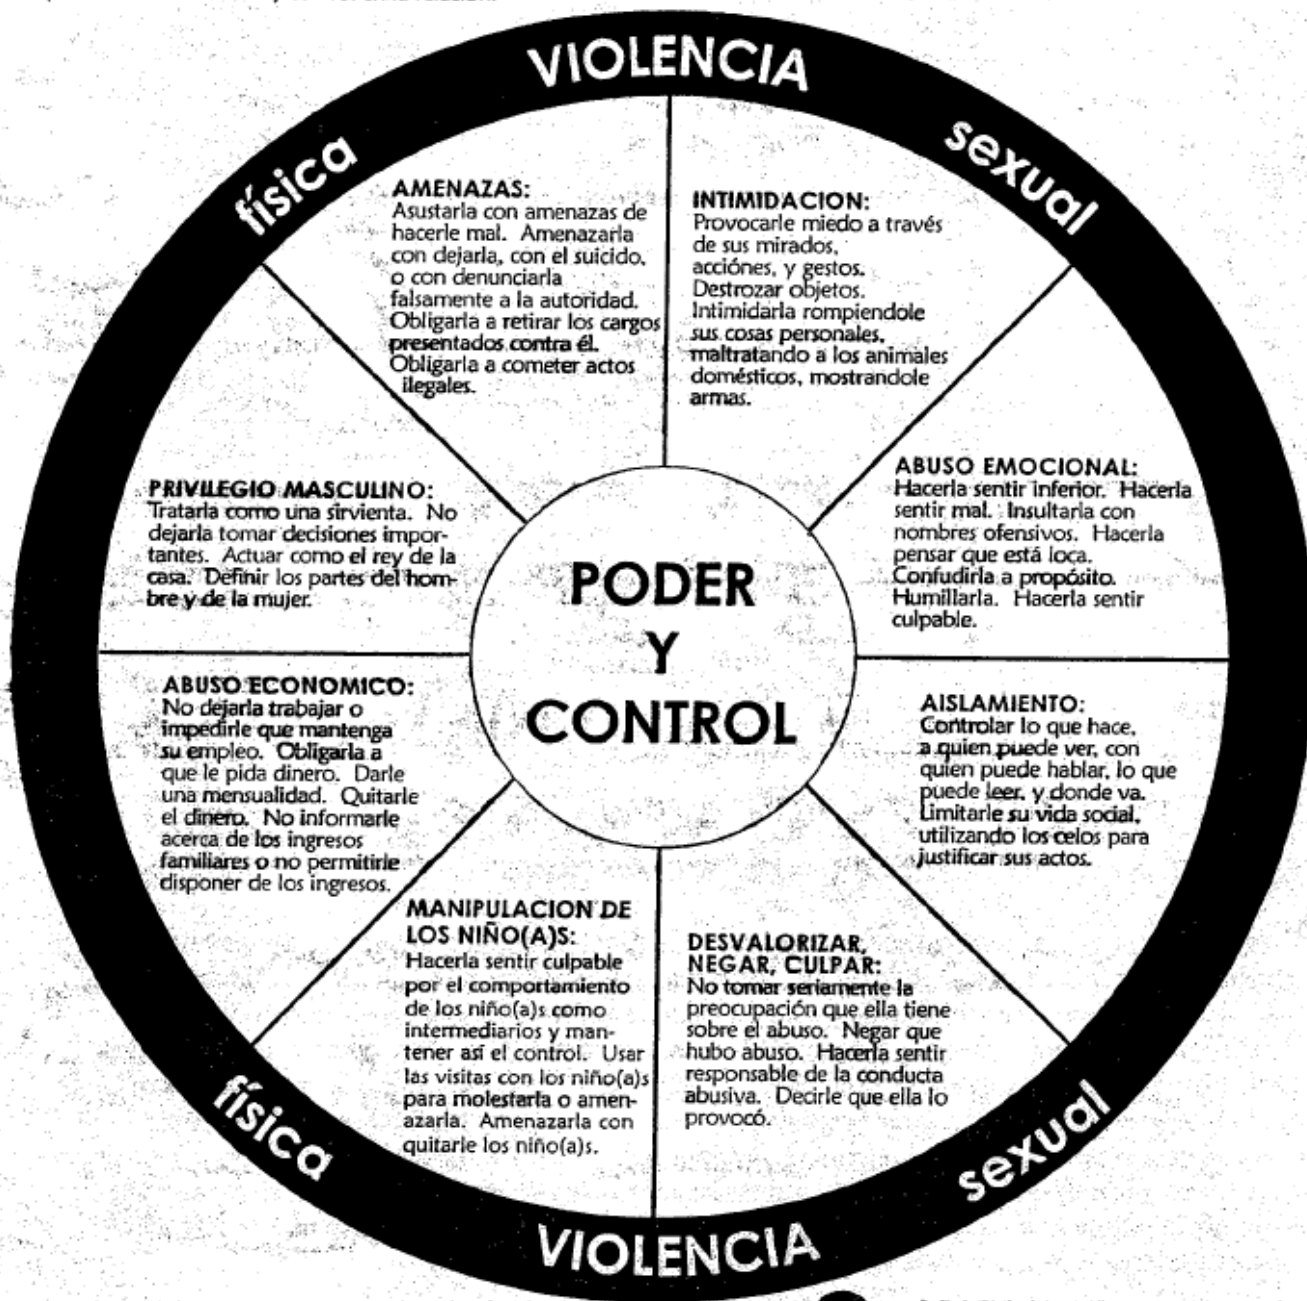 VIOLENCIA
física
sexual
AMENAZAS:
Asustarla con amenazas de
hacerle mal. Amenazarla
con dejarla, con el suicido,
o con denunciarla
falsamente a la autoridad.
Obligarla a retirar los cargos
presentados contra él.
Obligarla a cometer actos
ilegales.
INTIMIDACION:
Provocarle miedo a través
de sus mirados,
acciónes, y gestos.
Destrozar objetos.
Intimidarla rompiendole
sus cosas personales,
maltratando a los animales
domésticos, mostrandole
armas.
PRIVILEGIO MASCULINO:
Tratarla como una sirvienta. No
dejarla tomar decisiones impor-
tantes. Actuar como el rey de la
casa. Definir los partes del hom-
bre y de la mujer.
ABUSO EMOCIONAL:
Hacerla sentir inferior. Hacerla
sentir mal. Insultarla con
nombres ofensivos. Hacerla
pensar que está loca.
Confudirla a propósito.
Humillarla. Hacerla sentir
culpable.
PODER
Y
CONTROL
ABUSO ECONOMICO:
No dejarla trabajar o
impedirle que mantenga
su empleo. Obligarla a
que le pida dinero. Darle
una mensualidad. Quitarle
el dinero. No informarle
acerca de los ingresos
familiares o no permitirle
disponer de los ingresos.
AISLAMIENTO:
Controlar lo que hace,
a quien puede ver, con
quien puede hablar, lo que
puede leer, y donde va.
Limitarle su vida social,
utilizando los celos para
justificar sus actos.
MANIPULACION DE
LOS NIÑO(A)S:
Hacerla sentir culpable
por el comportamiento
de los niño(a)s como
intermediarios y man-
tener así el control. Usar
las visitas con los niño(a)s
para molestarla o amen-
azarla. Amenazarla con
quitarle los niño(a)s.
DESVALORIZAR,
NEGAR, CULPAR:
No tomar seriamente la
preocupación que ella tiene
sobre el abuso. Negar que
hubo abuso. Hacerla sentir
responsable de la conducta
abusiva. Decirle que ella lo
provocó.
física
sexual
VIOLENCIA